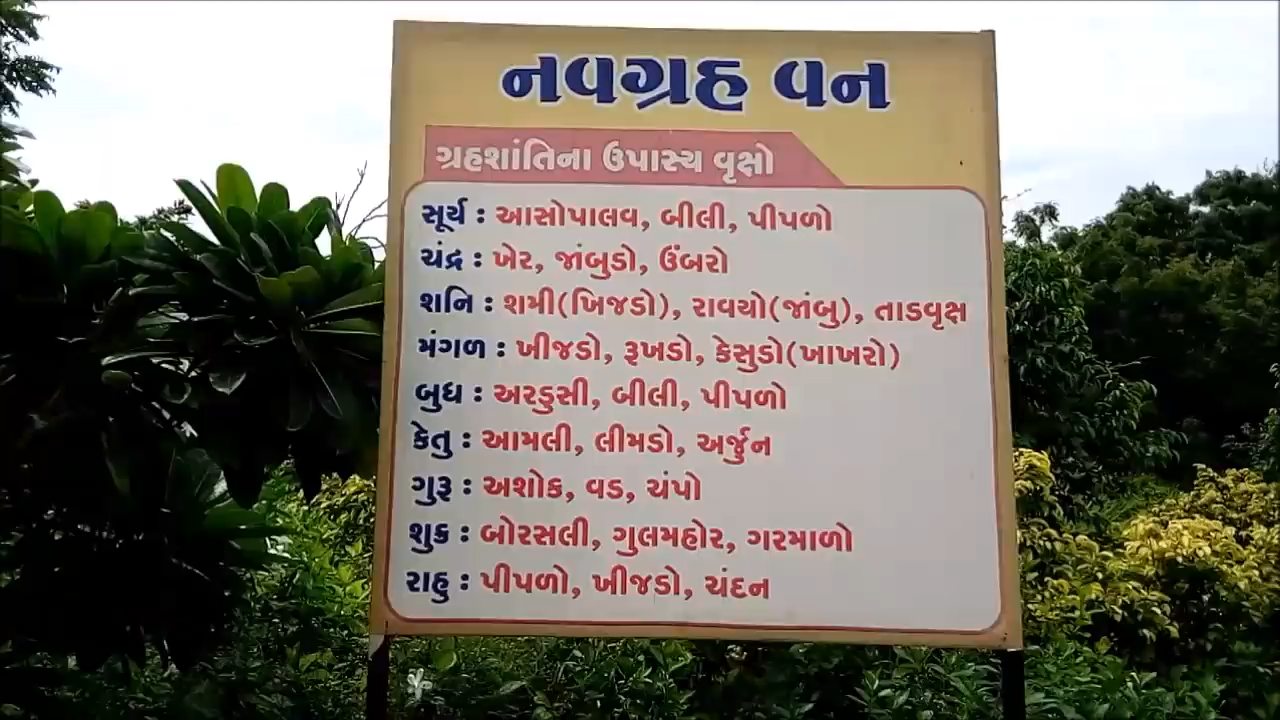 નવગ્રહ વન
ગ્રહશાંતિના ઉપાસ્ય વૃક્ષો
સૂર્ય : આસોપાલવ, બીલી, પીપળો
ચંદ્ર : ખેર, જાંબુડો, ઉંબરો
શનિ : શમી(ખિજડો), રાવયો(જાંબુ), તાડવૃક્ષ
મંગળ : ખીજડો, રૂખડો, કેસુડો(ખાખરો)
બુધ : અરડુસી, બીલી, પીપળો
કેતુ : આમલી, લીમડો, અર્જુન
ગુરૂ : અશોક, વડ, ચંપો
શુક્ર : બોરસલી, ગુલમહોર, ગરમાળો
રાહુ : પીપળો, ખીજડો, ચંદન